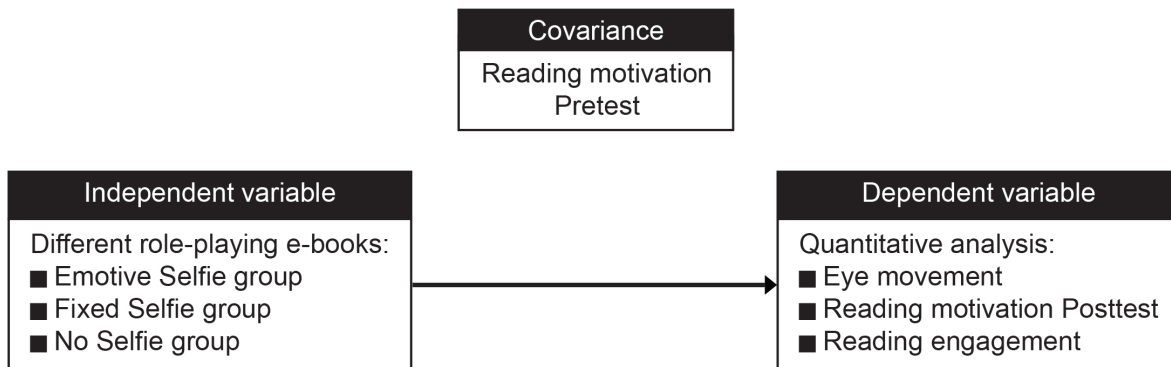 Covariance
Reading motivation
Pretest
Independent variable
Different role-playing e-books:
■ Emotive Selfie group
■ Fixed Selfie group
■ No Selfie group
Dependent variable
Quantitative analysis:
■ Eye movement
■ Reading motivation Posttest
■ Reading engagement